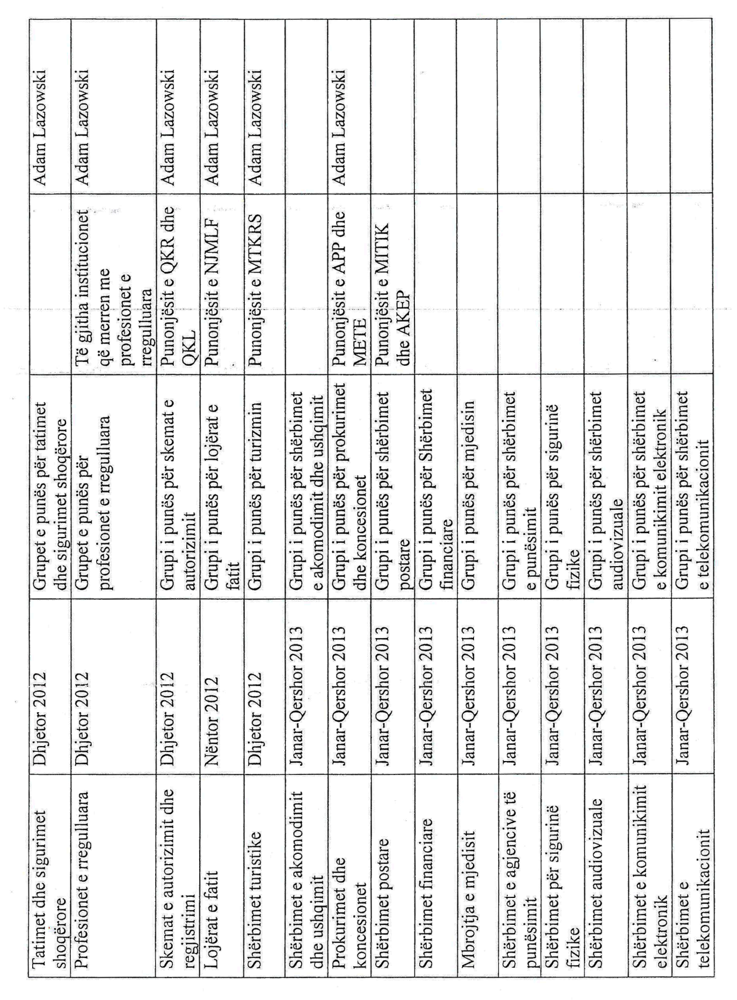 Tatimet dhe sigurimet
shoqërore
Dhjetor 2012
Grupet e punës për tatimet
dhe sigurimet shoqërore
Adam Lazowski
Profesionet e rregulluara
Dhjetor 2012
Grupet e punës për
profesionet e rregulluara
Të gjitha institucionet
që merren me
profesionet e
rregulluara
Adam Lazowski
Skemat e autorizimit dhe
regjistrimi
Dhjetor 2012
Grupi i punës për skemat e
autorizimit
Punonjësit e QKR dhe
QKL
Adam Lazowski
Lojërat e fatit
Nëntor 2012
Grupi i punës për lojërat e
fatit
Punonjësit e NJMLF
Adam Lazowski
Shërbimet turistike
Dhjetor 2012
Grupi i punës për turizmin
Punonjësit e MTKRS
Adam Lazowski
Shërbimet e akomodimit
dhe ushqimit
Janar-Qershor 2013
Grupi i punës për shërbimet
e akomodimit dhe ushqimit
Prokurimet dhe
koncesionet
Janar-Qershor 2013
Grupi i punës për prokurimet
dhe koncesionet
Punonjësit e APP dhe
METE
Adam Lazowski
Shërbimet postare
Janar-Qershor 2013
Grupi i punës për shërbimet
postare
Punonjësit e MITIK
dhe AKEP
Shërbimet financiare
Janar-Qershor 2013
Grupi i punës për Shërbimet
financiare
Mbrojtja e mjedisit
Janar-Qershor 2013
Grupi i punës për mjedisin
Shërbimet e agjencive të
punësimit
Janar-Qershor 2013
Grupi i punës për shërbimet
e punësimit
Shërbimet për sigurinë
fizike
Janar-Qershor 2013
Grupi i punës për sigurinë
fizike
Shërbimet audiovizuale
Janar-Qershor 2013
Grupi i punës për shërbimet
audiovizuale
Shërbimet e komunikimit
elektronik
Janar-Qershor 2013
Grupi i punës për shërbimet
e komunikimit elektronik
Shërbimet e
telekomunikacionit
Janar-Qershor 2013
Grupi i punës për shërbimet
e telekomunikacionit